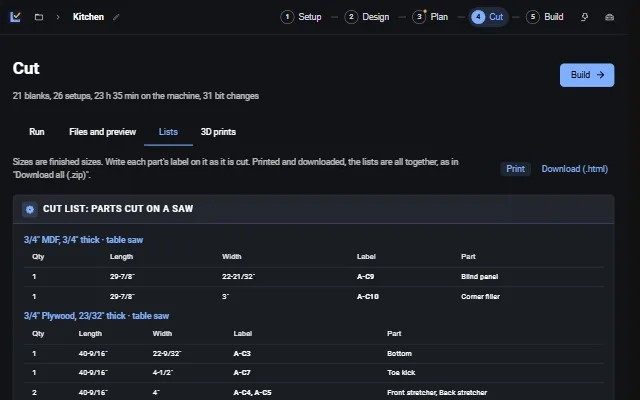 Kitchen
1 Setup
2 Design
3 Plan
4 Cut
5 Build
Cut
Build →
21 blanks, 26 setups, 23 h 35 min on the machine, 31 bit changes
Run
Files and preview
Lists
3D prints
Sizes are finished sizes. Write each part's label on it as it is cut. Printed and downloaded, the lists are all together, as in
"Download all (.zip)".
Print
Download (.html)
CUT LIST: PARTS CUT ON A SAW
3/4" MDF, 3/4" thick · table saw
Qty Length Width Label Part
1 29-7/8" 22-21/32" A-C9 Blind panel
1 29-7/8" 3" A-C10 Corner filler
3/4" Plywood, 23/32" thick · table saw
Qty Length Width Label Part
1 40-9/16" 22-9/32" A-C3 Bottom
1 40-9/16" 4-1/2" A-C7 Toe kick
2 40-9/16" 4" A-C4, A-C5 Front stretcher, Back stretcher